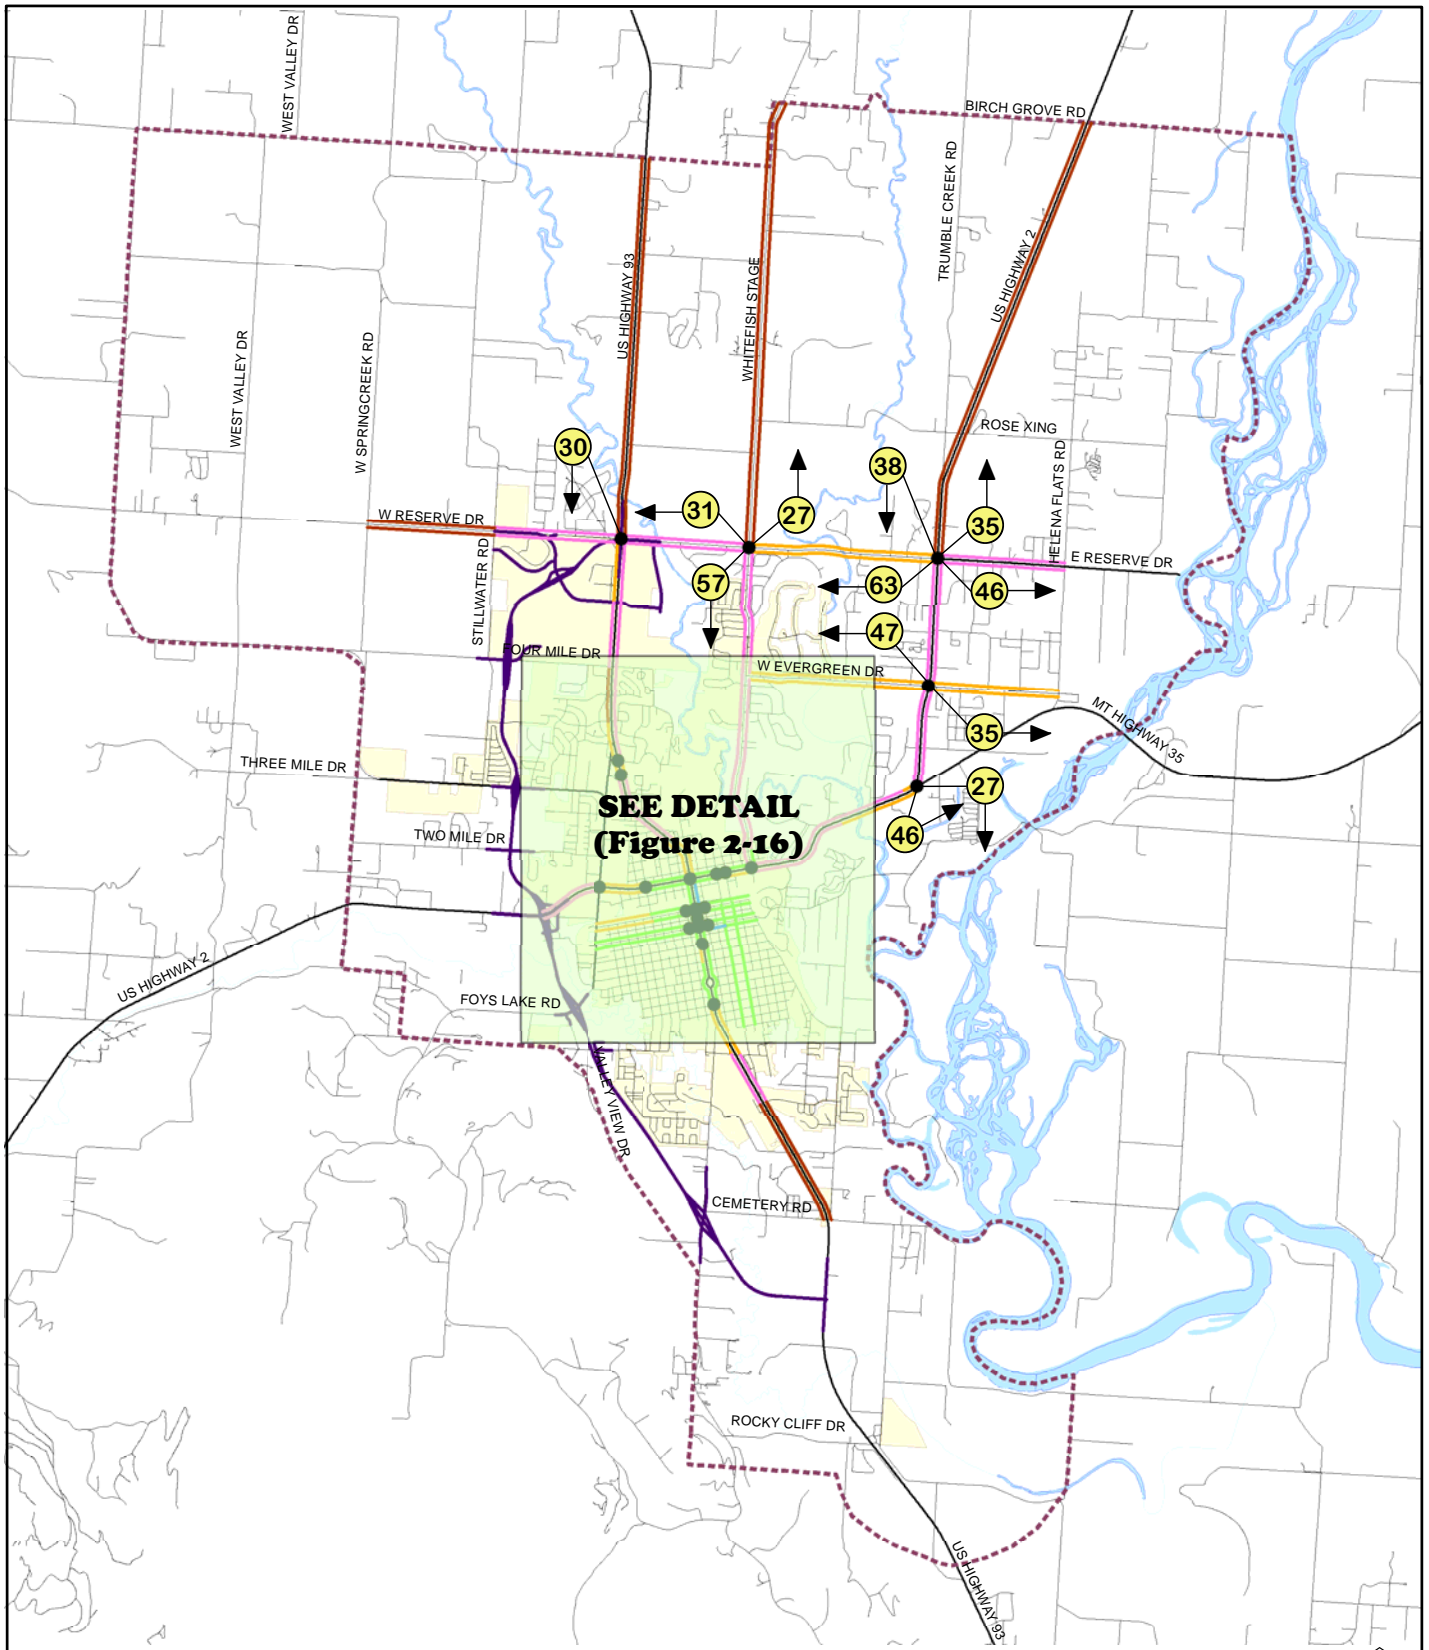 WEST VALLEY DR
BIRCH GROVE RD
TRUMBLE CREEK RD
US HIGHWAY 2
US HIGHWAY 93
WHITEFISH STAGE
WEST VALLEY DR
W SPRINGCREEK RD
ROSE XING
HELENA FLATS RD
30
38
31
27
35
W RESERVE DR
STILLWATER RD
E RESERVE DR
57
63
46
47
FOUR MILE DR
W EVERGREEN DR
MT HIGHWAY 35
35
THREE MILE DR
27
SEE DETAIL
(Figure 2-16)
TWO MILE DR
46
US HIGHWAY 2
FOYS LAKE RD
VALLEY VIEW DR
CEMETERY RD
ROCKY CLIFF DR
US HIGHWAY 93